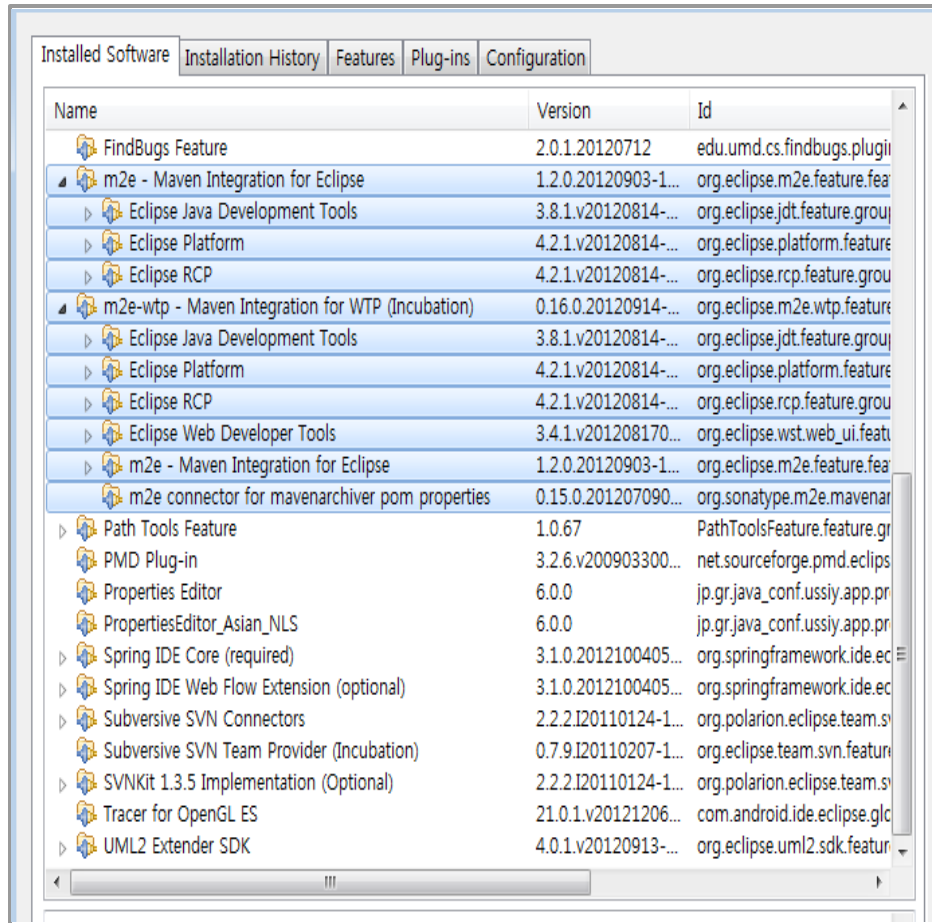 Installed Software Installation History Features Plug-ins Configuration
Name Version Id
FindBugs Feature 2.0.1.20120712 edu.umd.cs.findbugs.plugi
m2e - Maven Integration for Eclipse 1.2.0.20120903-1... org.eclipse.m2e.feature.fea
Eclipse Java Development Tools 3.8.1.v20120814-... org.eclipse.jdt.feature.group
Eclipse Platform 4.2.1.v20120814-... org.eclipse.platform.feature
Eclipse RCP 4.2.1.v20120814-... org.eclipse.rcp.feature.grou
m2e-wtp - Maven Integration for WTP (Incubation) 0.16.0.20120914-... org.eclipse.m2e.wtp.feature
Eclipse Java Development Tools 3.8.1.v20120814-... org.eclipse.jdt.feature.group
Eclipse Platform 4.2.1.v20120814-... org.eclipse.platform.feature
Eclipse RCP 4.2.1.v20120814-... org.eclipse.rcp.feature.grou
Eclipse Web Developer Tools 3.4.1.v201208170... org.eclipse.wst.web_ui.featu
m2e - Maven Integration for Eclipse 1.2.0.20120903-1... org.eclipse.m2e.feature.fea
m2e connector for mavenarchiver pom properties 0.15.0.201207090... org.sonatype.m2e.mavenar
Path Tools Feature 1.0.67 PathToolsFeature.feature.gr
PMD Plug-in 3.2.6.v200903300... net.sourceforge.pmd.eclips
Properties Editor 6.0.0 jp.gr.java_conf.ussiy.app.pr
PropertiesEditor_Asian_NLS 6.0.0 jp.gr.java_conf.ussiy.app.pr
Spring IDE Core (required) 3.1.0.2012100405... org.springframework.ide.ec
Spring IDE Web Flow Extension (optional) 3.1.0.2012100405... org.springframework.ide.ec
Subversive SVN Connectors 2.2.2.I20110124-1... org.polarion.eclipse.team.sv
Subversive SVN Team Provider (Incubation) 0.7.9.I20110207-1... org.eclipse.team.svn.feature
SVNKit 1.3.5 Implementation (Optional) 2.2.2.I20110124-1... org.polarion.eclipse.team.sv
Tracer for OpenGL ES 21.0.1.v20121206... com.android.ide.eclipse.glc
UML2 Extender SDK 4.0.1.v20120913-... org.eclipse.uml2.sdk.featur